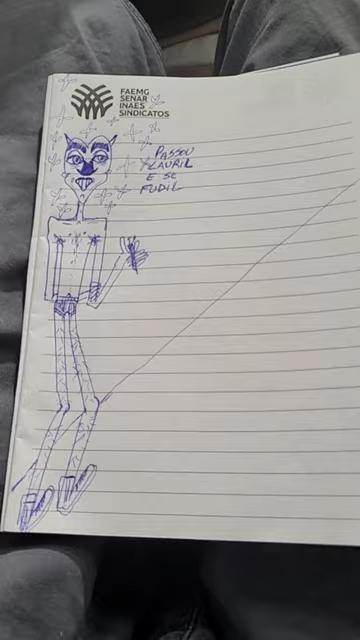 FAEMG
SENAR
INAES
SINDICATOS
PASSOU
LAURIL
E SE
FUDIL